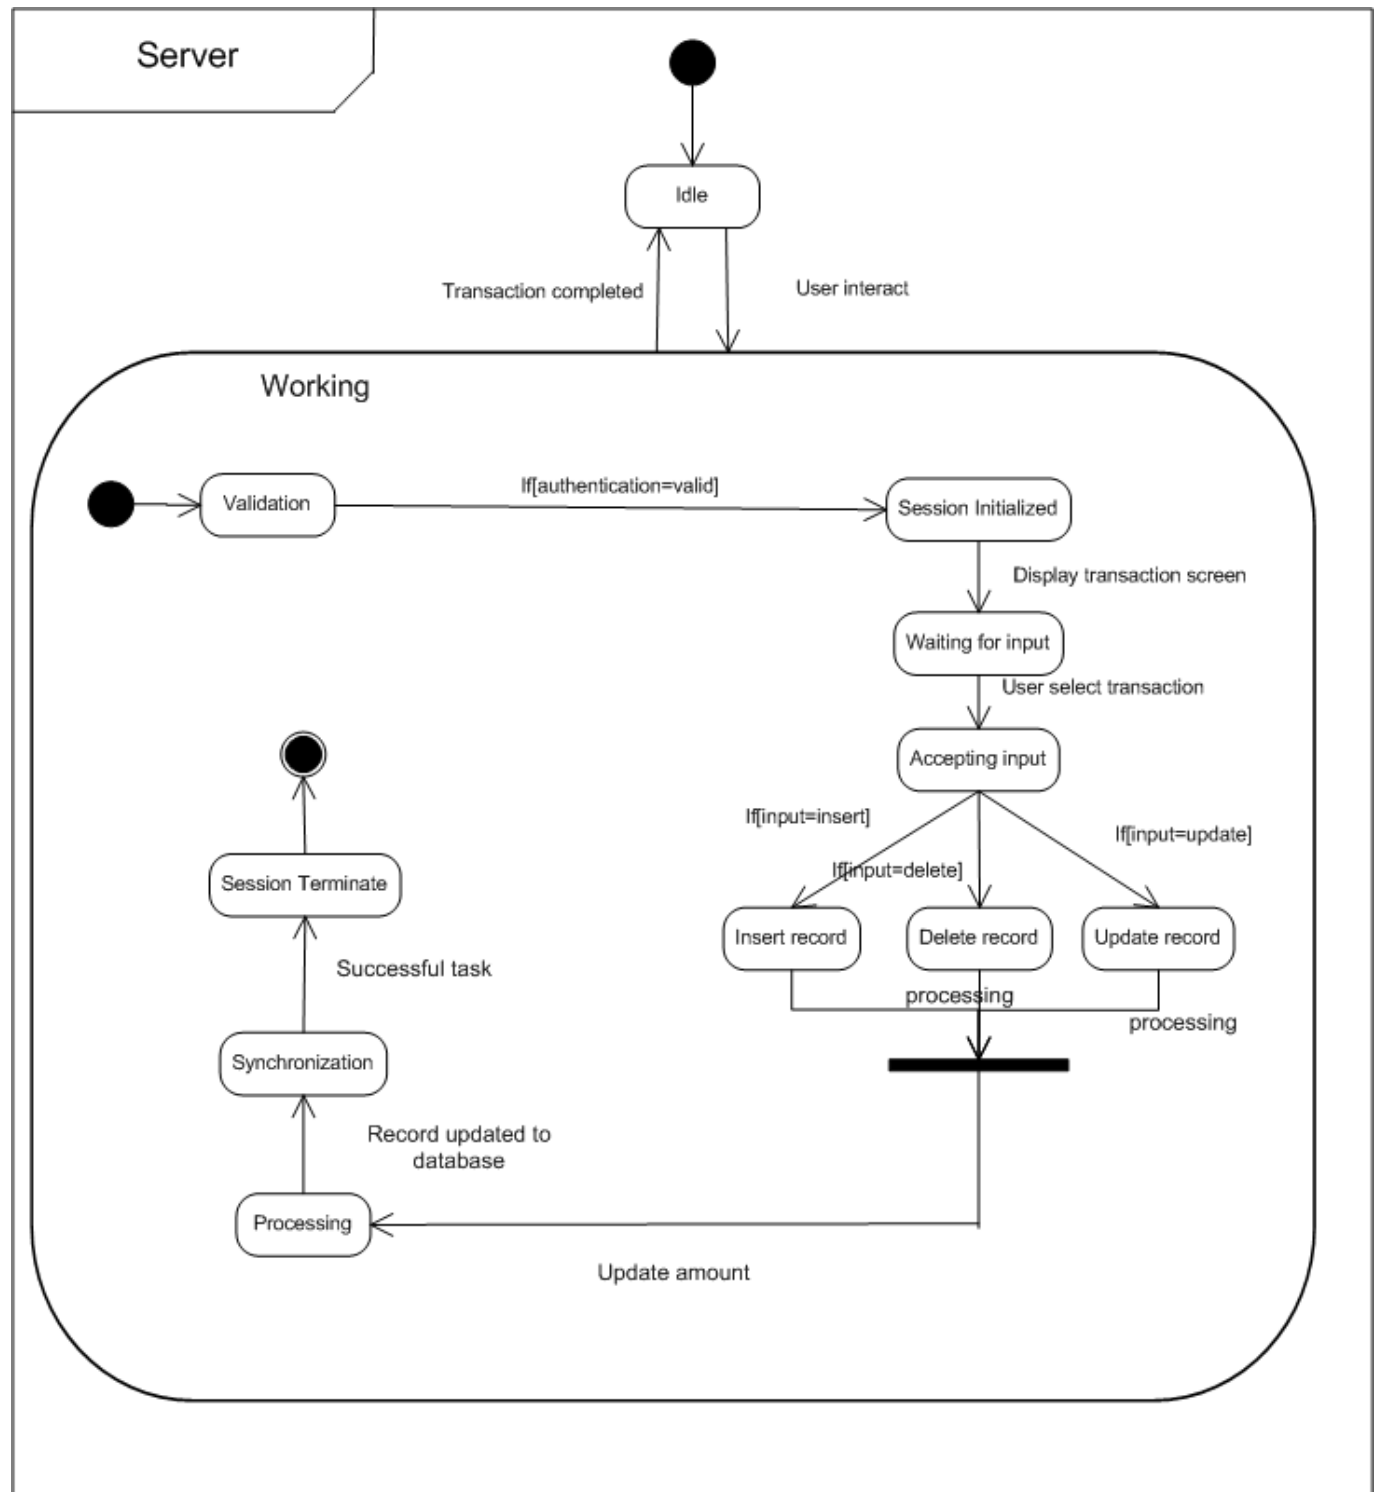 Server
Idle
Transaction completed
User interact
Working
Validation
If[authentication=valid]
Session Initialized
Display transaction screen
Waiting for input
User select transaction
Accepting input
If[input=insert]
If[input=update]
If[input=delete]
Session Terminate
Insert record
Delete record
Update record
Successful task
processing
processing
Synchronization
Record updated to
database
Processing
Update amount